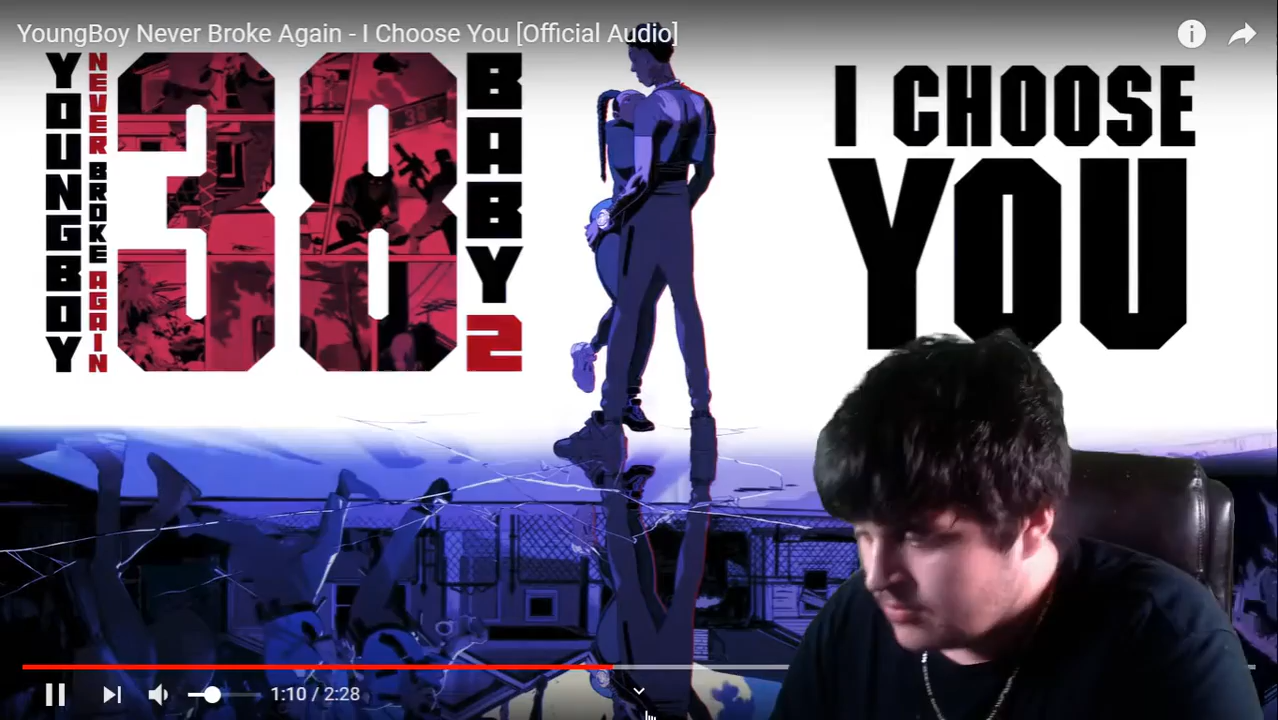 YoungBoy Never Broke Again - I Choose You [Official Audio]
YOUNGBOY
NEVER BROKE AGAIN
38
BABY
2
I CHOOSE
YOU
1:10 / 2:28